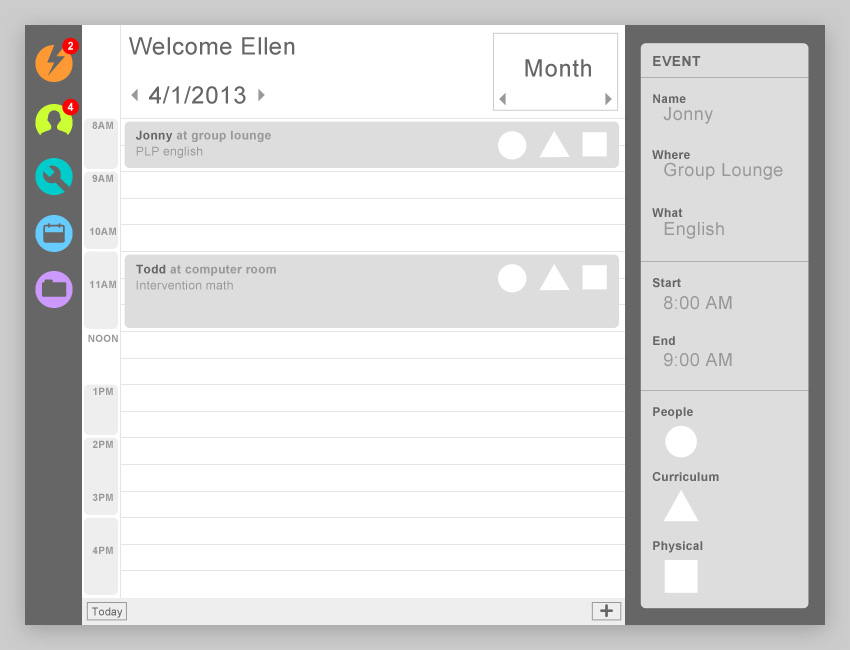 2
4
Welcome Ellen
4/1/2013
Month
8AM
Jonny at group lounge
PLP english
9AM
10AM
11AM
Todd at computer room
Intervention math
NOON
1PM
2PM
3PM
4PM
Today
+
EVENT
Name
Jonny
Where
Group Lounge
What
English
Start
8:00 AM
End
9:00 AM
People
Curriculum
Physical